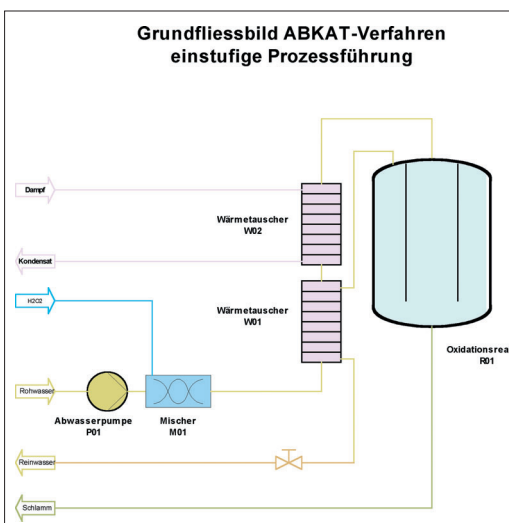 Grundfliessbild ABKAT-Verfahren
einstufige Prozessführung
Dampf
Wärmetauscher
W02
Kondensat
H2O2
Wärmetauscher
W01
Oxidationsrea
R01
Rohwasser
Abwasserpumpe
P01
Mischer
M01
Reinwasser
Schlamm